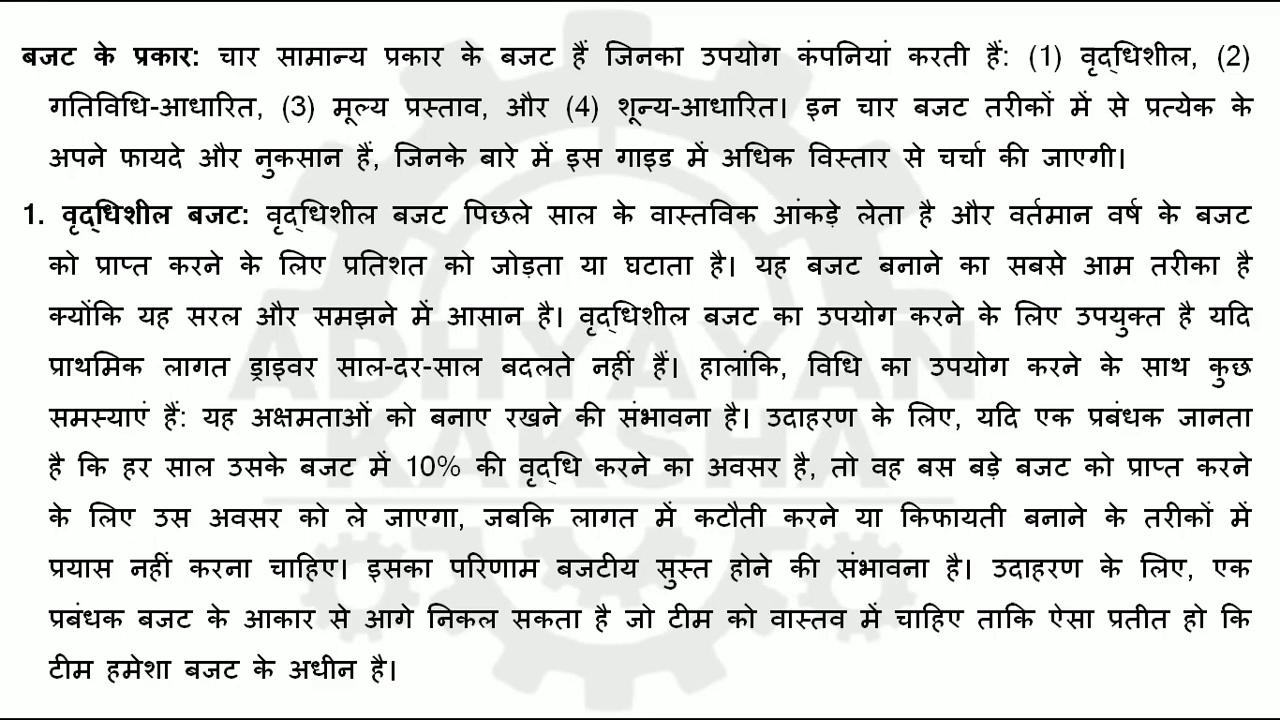 बजट के प्रकार: चार सामान्य प्रकार के बजट हैं जिनका उपयोग कंपनियां करती हैं: (1) वृद्धिशील, (2)
गतिविधि-आधारित, (3) मूल्य प्रस्ताव, और (4) शून्य-आधारित। इन चार बजट तरीकों में से प्रत्येक के
अपने फायदे और नुकसान हैं, जिनके बारे में इस गाइड में अधिक विस्तार से चर्चा की जाएगी।
1. वृद्धिशील बजट: वृद्धिशील बजट पिछले साल के वास्तविक आंकड़े लेता है और वर्तमान वर्ष के बजट
को प्राप्त करने के लिए प्रतिशत को जोड़ता या घटाता है। यह बजट बनाने का सबसे आम तरीका है
क्योंकि यह सरल और समझने में आसान है। वृद्धिशील बजट का उपयोग करने के लिए उपयुक्त है यदि
प्राथमिक लागत ड्राइवर साल-दर-साल बदलते नहीं हैं। हालांकि, विधि का उपयोग करने के साथ कुछ
समस्याएं हैं: यह अक्षमताओं को बनाए रखने की संभावना है। उदाहरण के लिए, यदि एक प्रबंधक जानता
है कि हर साल उसके बजट में 10% की वृद्धि करने का अवसर है, तो वह बस बड़े बजट को प्राप्त करने
के लिए उस अवसर को ले जाएगा, जबकि लागत में कटौती करने या किफायती बनाने के तरीकों में
प्रयास नहीं करना चाहिए। इसका परिणाम बजटीय सुस्त होने की संभावना है। उदाहरण के लिए, एक
प्रबंधक बजट के आकार से आगे निकल सकता है जो टीम को वास्तव में चाहिए ताकि ऐसा प्रतीत हो कि
टीम हमेशा बजट के अधीन है।
ADHYAYAN
KAKSHA